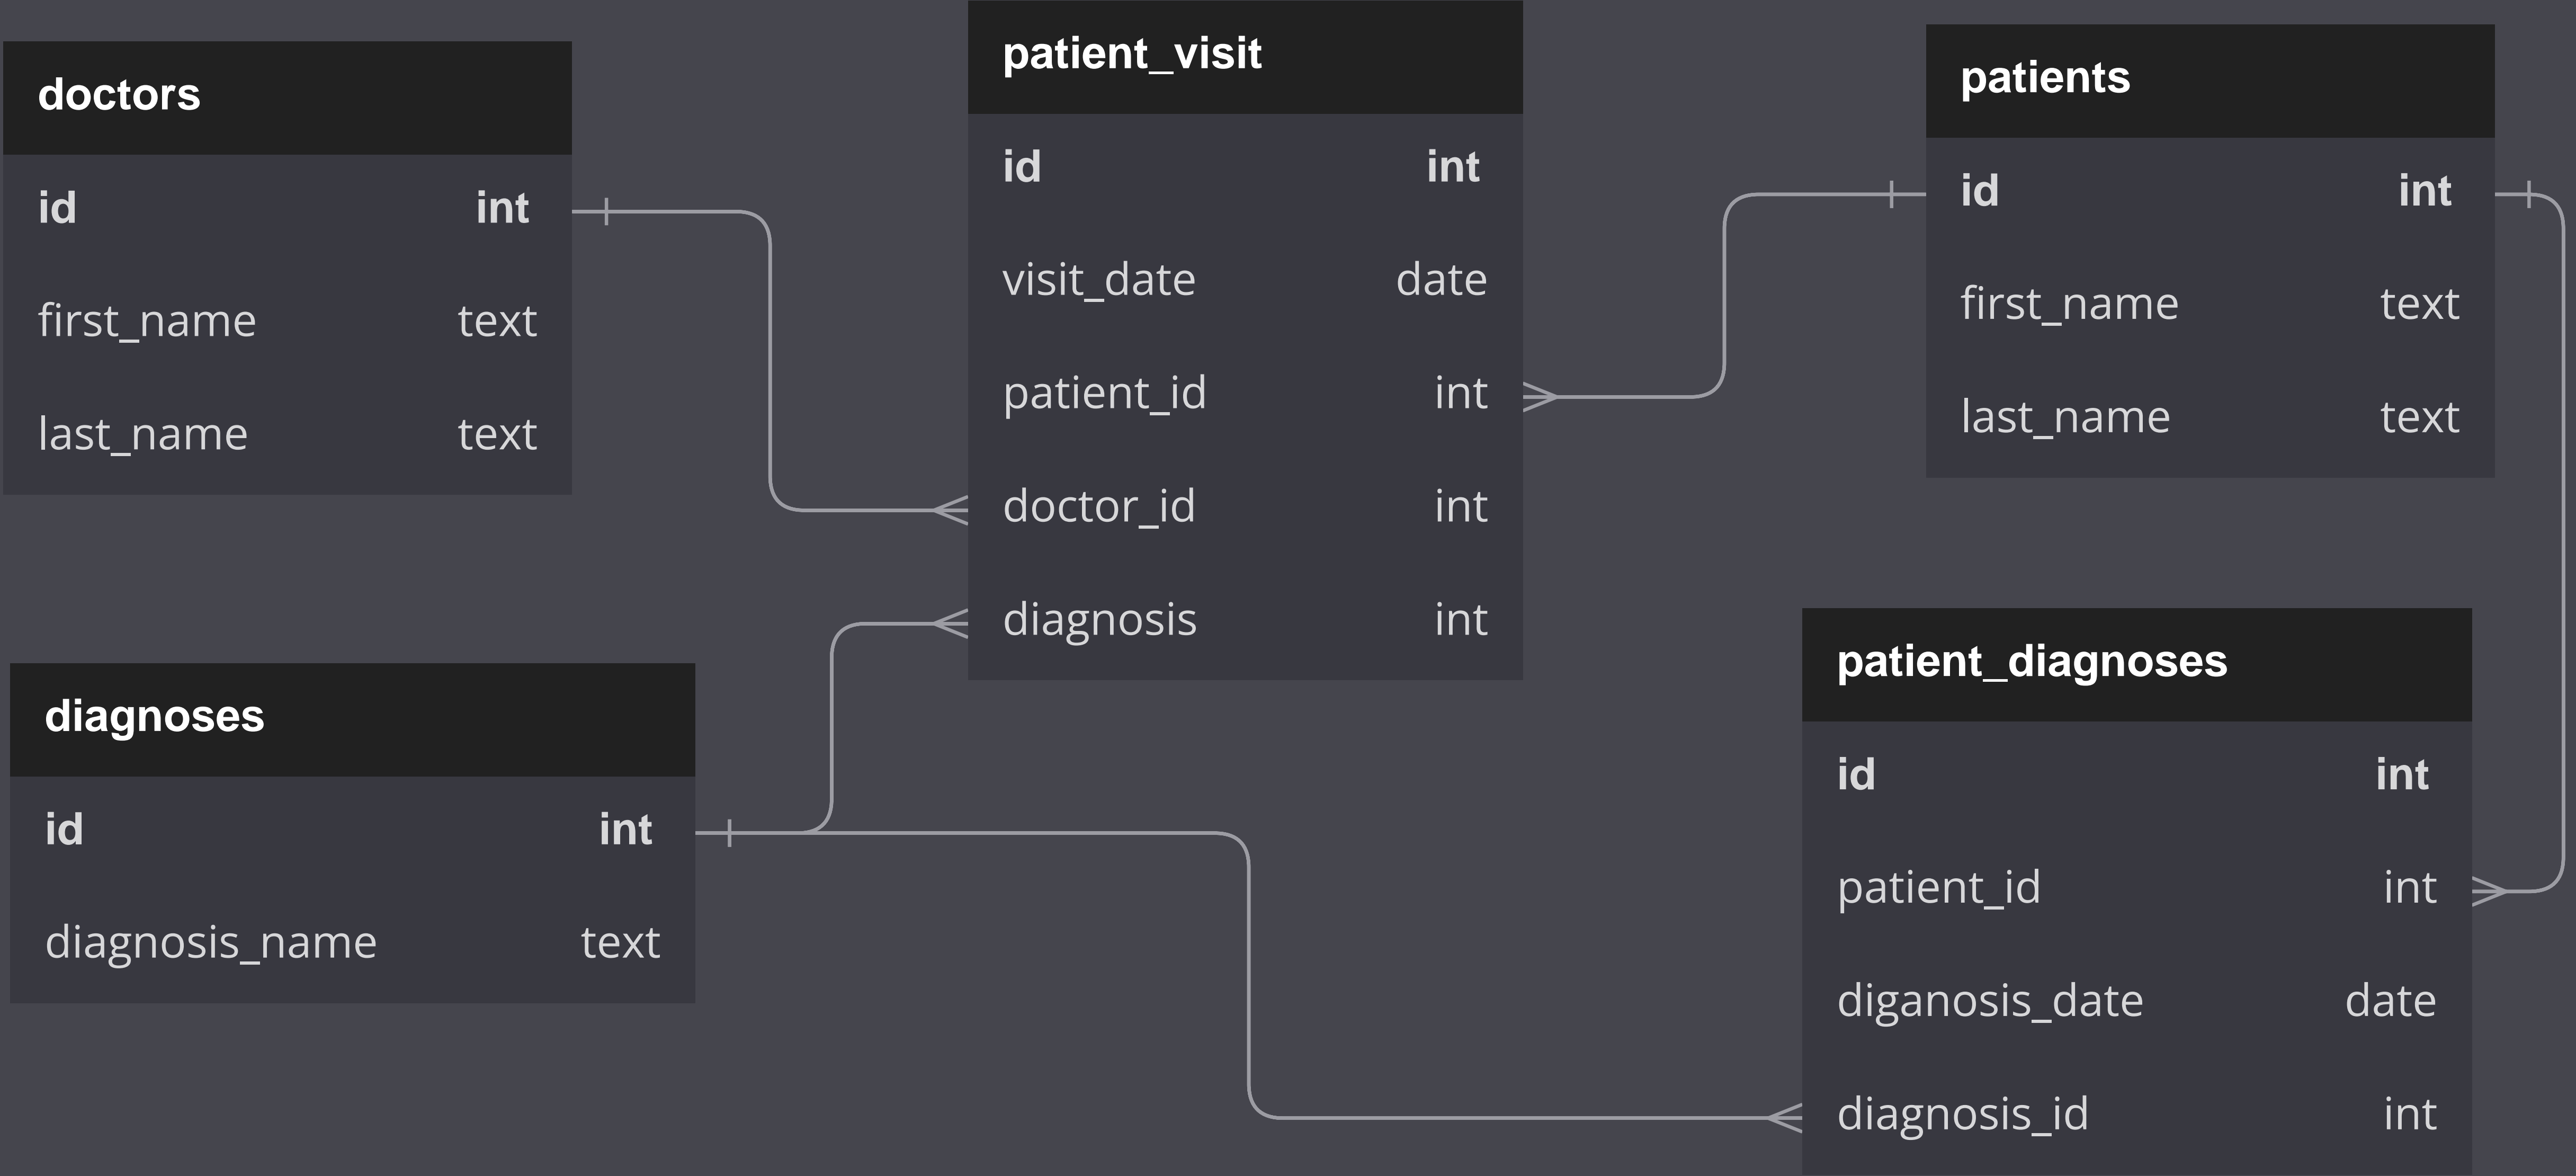 doctors
id int
first_name text
last_name text
patient_visit
id int
visit_date date
patient_id int
doctor_id int
diagnosis int
patients
id int
first_name text
last_name text
diagnoses
id int
diagnosis_name text
patient_diagnoses
id int
patient_id int
diganosis_date date
diagnosis_id int